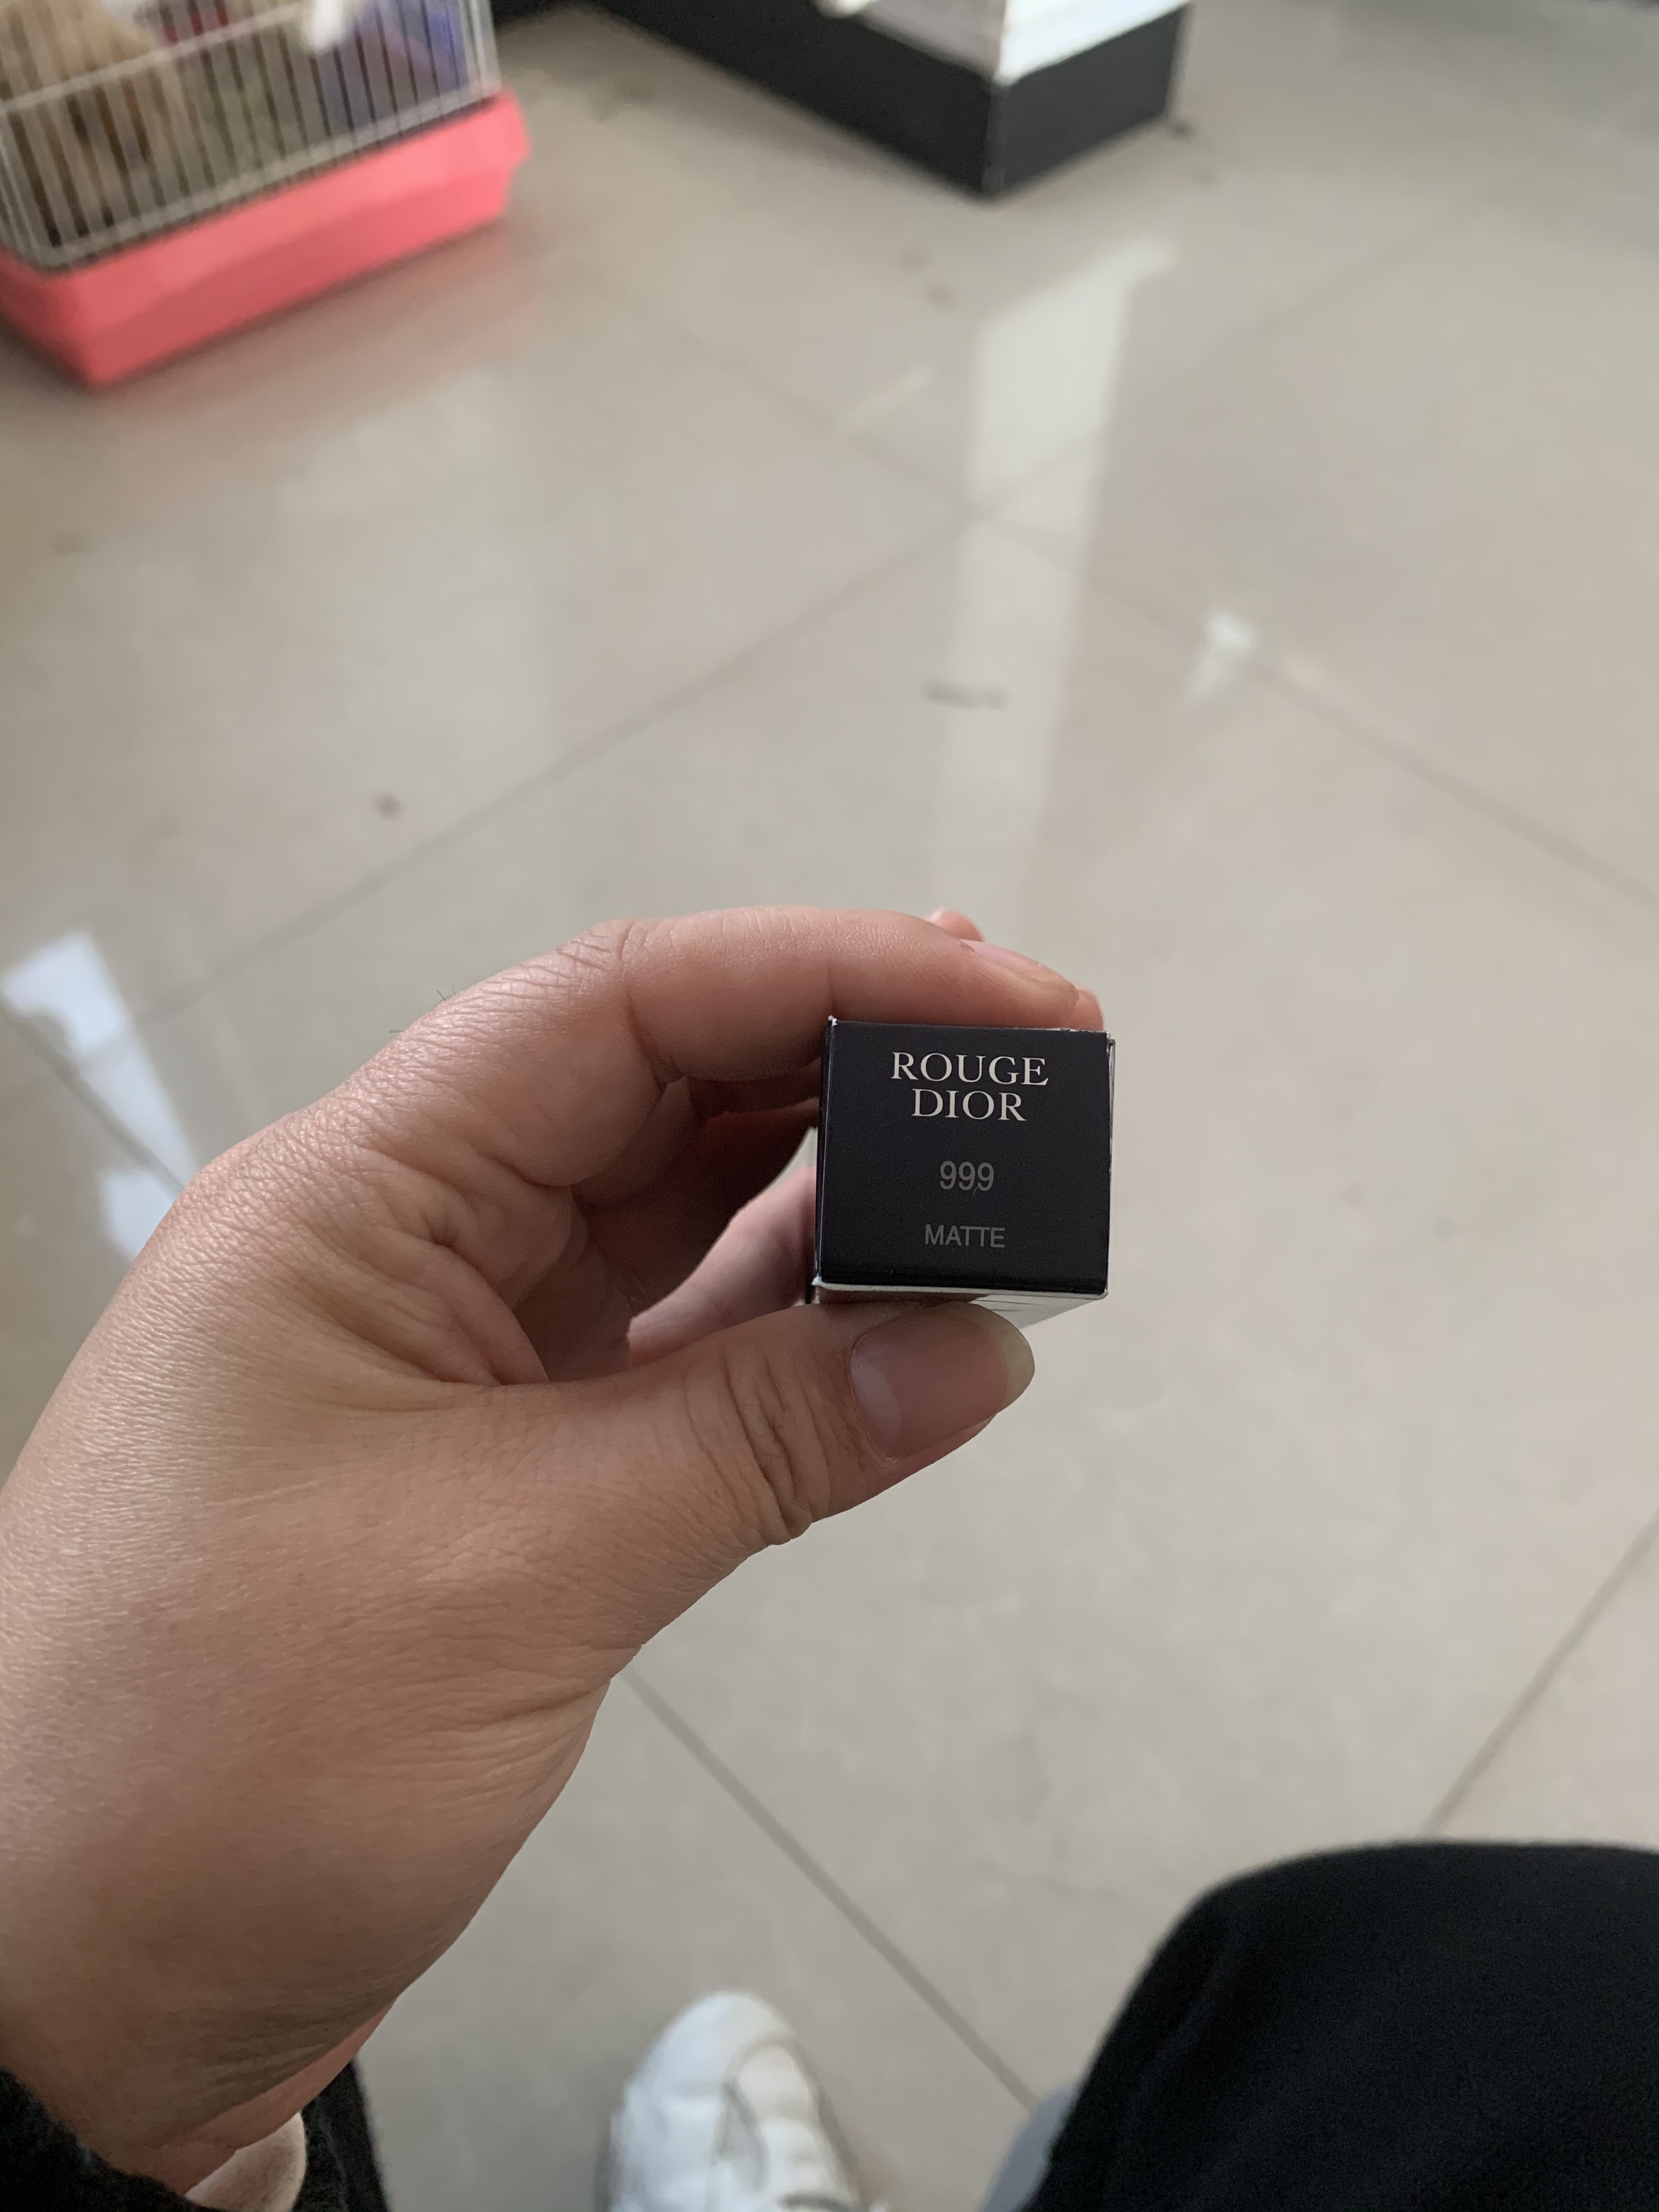 ROUGE
DIOR
999
MATTE